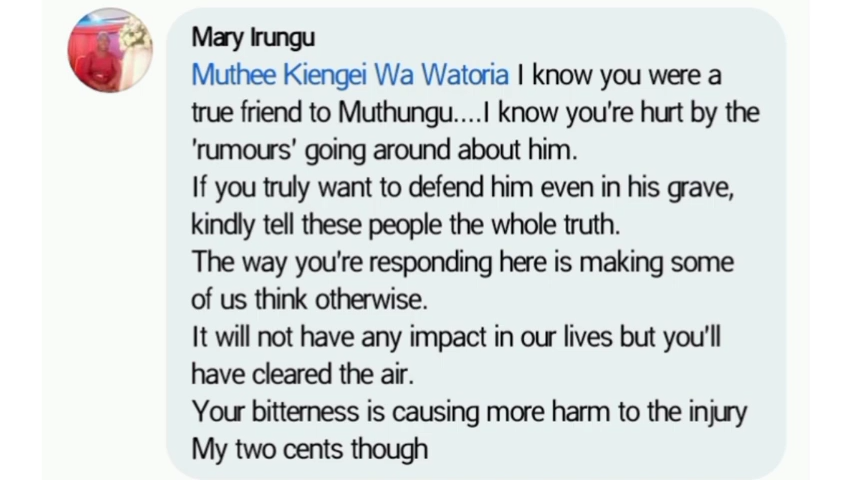 Mary Irungu
Muthee Kiengei Wa Watoria I know you were a
true friend to Muthungu....I know you're hurt by the
'rumours' going around about him.
If you truly want to defend him even in his grave,
kindly tell these people the whole truth.
The way you're responding here is making some
of us think otherwise.
It will not have any impact in our lives but you'll
have cleared the air.
Your bitterness is causing more harm to the injury
My two cents though